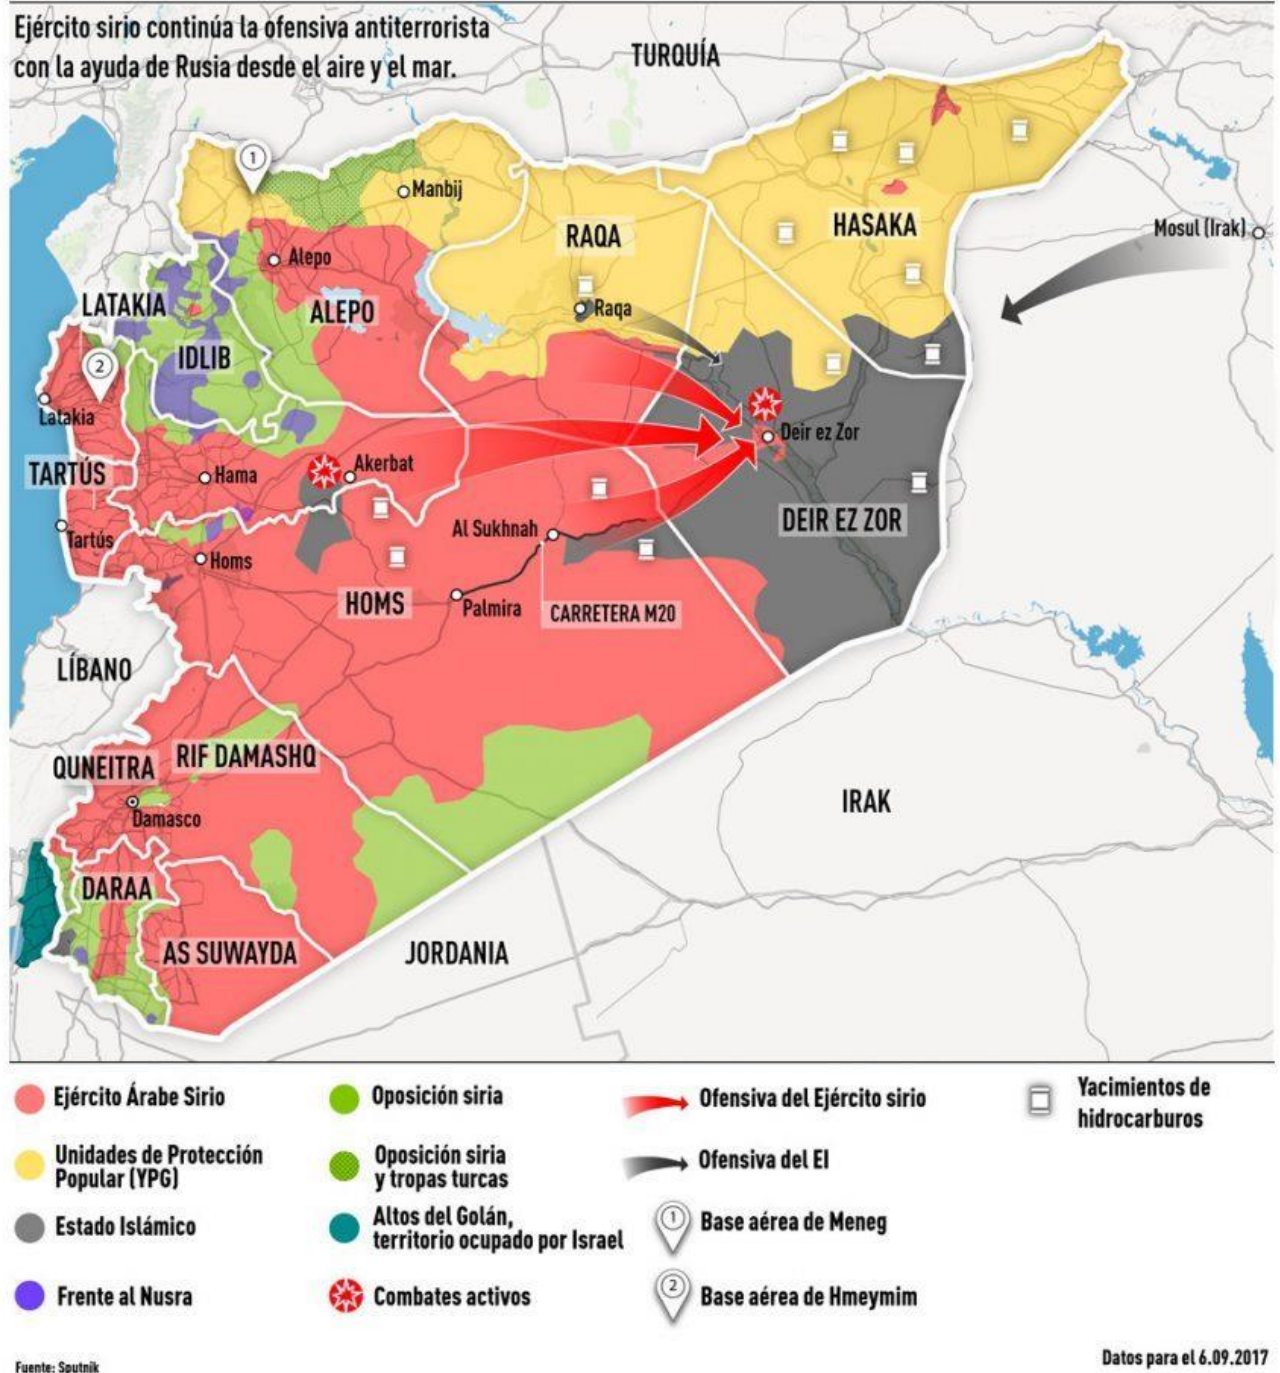 Ejército sirio continúa la ofensiva antiterrorista
con la ayuda de Rusia desde el aire y el mar.
TURQUÍA
1
Manbij
HASAKA
Mosul (Irak)
RAQA
Alepo
LATAKIA
ALEPO
Raqa
IDLIB
2
Latakia
Deir ez Zor
TARTÚS
Hama
Akerbat
DEIR EZ ZOR
Tartús
Al Sukhnah
Homs
HOMS
Palmira
CARRETERA M20
LÍBANO
QUNEITRA
RIF DAMASHQ
Damasco
IRAK
DARAA
AS SUWAYDA
JORDANIA
Ejército Árabe Sirio
Unidades de Protección
Popular (YPG)
Estado Islámico
Frente al Nusra
Oposición siria
Oposición siria
y tropas turcas
Altos del Golán,
territorio ocupado por Israel
Combates activos
Ofensiva del Ejército sirio
Ofensiva del EI
1
Base aérea de Meneg
2
Base aérea de Hmeymim
Yacimientos de
hidrocarburos
Fuente: Sputnik
Datos para el 6.09.2017